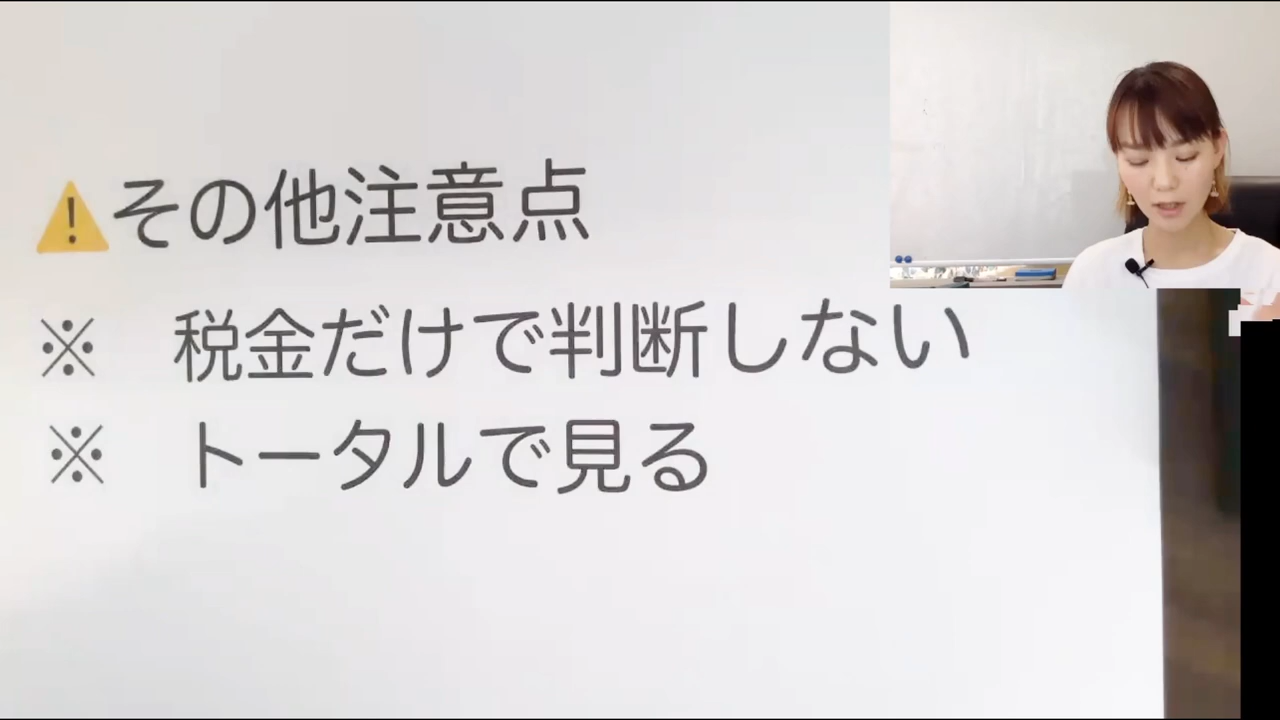 ⚠その他注意点
※ 税金だけで判断しない
※ トータルで見る